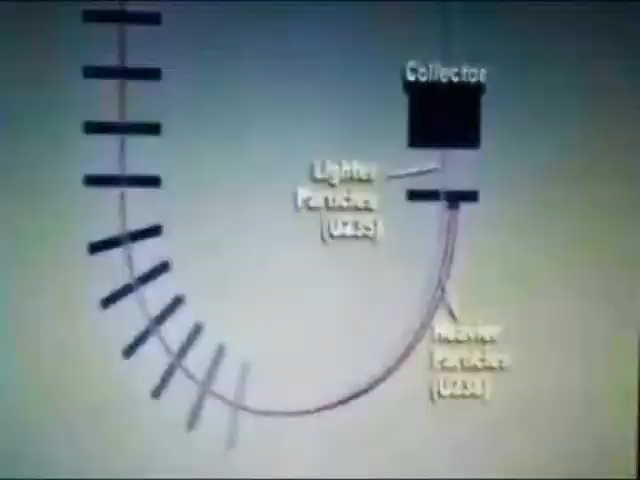 Collector
Lighter
Particles
(U235)
Heavier
Particles
(U238)